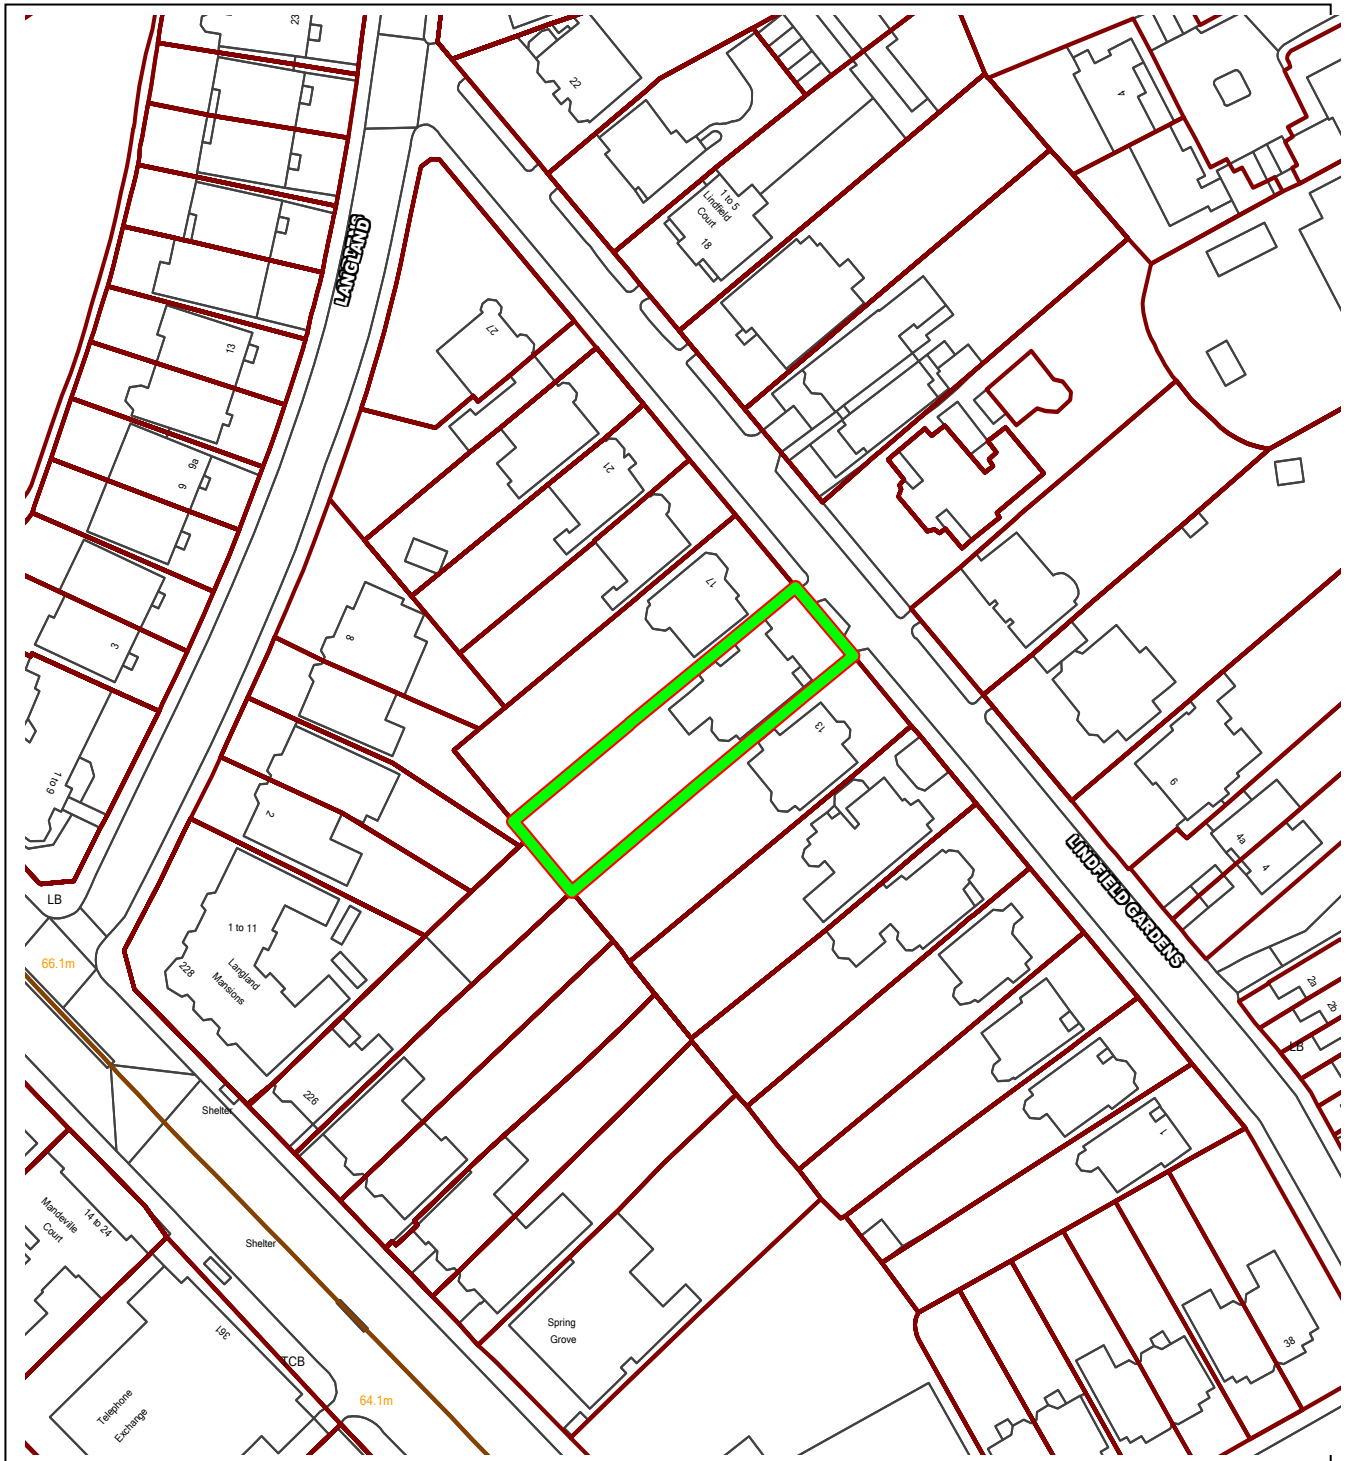 23
22
4
1 to 5
Lindfield
Court
18
LANGLAND
27
13
9a
9
21
17
8
3
13
1 to 9
2
9
4a
4
LINDFIELD GARDENS
LB
1 to 11
66.1m
228
Langland
Mansions
2a
2b
LB
226
Shelter
1
Mandeville
Court
14 to 24
Shelter
361
Spring
Grove
38
TCB
64.1m
Telephone
Exchange